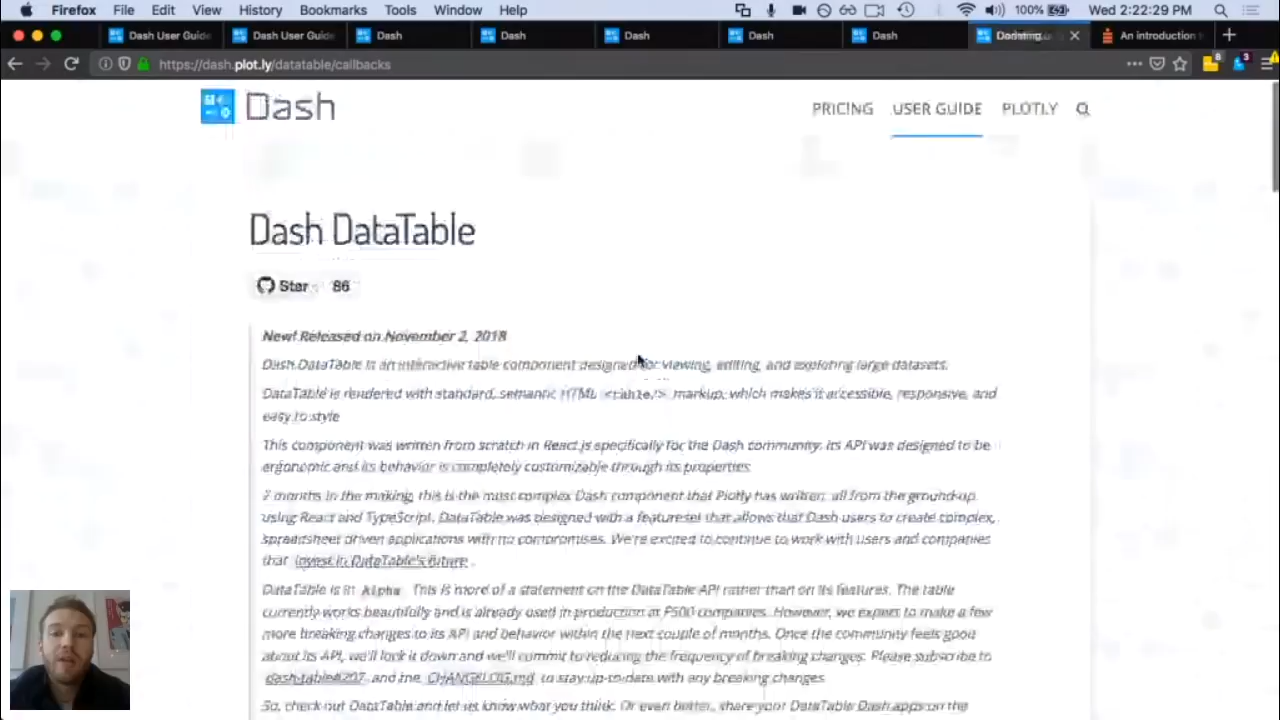 Firefox File Edit View History Bookmarks Tools Window Help 100% Wed 2:22:29 PM
Dash User Guide Dash User Guide Dash Dash Dash Dash Dash An introduction
https://dash.plot.ly/datatable/callbacks
Dash PRICING USER GUIDE PLOTLY
Dash DataTable
Star 86
New! Released on November 2, 2018
Dash DataTable is an interactive table component designed for viewing, editing, and exploring large datasets.
DataTable is rendered with standard, semantic HTML <table/> markup, which makes it accessible, responsive, and
easy to style
This component was written from scratch in React.js specifically for the Dash community. Its API was designed to be
ergonomic and its behavior is completely customizable through its properties.
7 months in the making, this is the most complex Dash component that Plotly has written, all from the ground-up
using React and TypeScript. DataTable was designed with a featureset that allows that Dash users to create complex,
spreadsheet driven applications with no compromises. We're excited to continue to work with users and companies
that invest in DataTable's future.
DataTable is in Alpha. This is more of a statement on the DataTable API rather than on its features. The table
currently works beautifully and is already used in production at F500 companies. However, we expect to make a few
more breaking changes to its API and behavior within the next couple of months. Once the community feels good
about its API, we'll lock it down and we'll commit to reducing the frequency of breaking changes. Please subscribe to
dash-table#207 and the CHANGELOG.md to stay up-to-date with any breaking changes.
So, check out DataTable and let us know what you think. Or even better, share your DataTable Dash apps on the